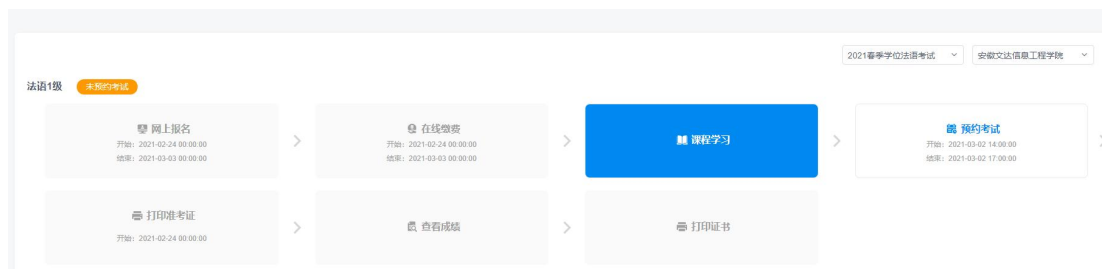 2021春季学位法语考试
安徽文达信息工程学院
法语1级
未预约考试
网上报名
开始：2021-02-24 00:00:00
结束：2021-03-03 00:00:00
在线缴费
开始：2021-02-24 00:00:00
结束：2021-03-03 00:00:00
课程学习
预约考试
开始：2021-03-02 14:00:00
结束：2021-03-02 17:00:00
打印准考证
开始：2021-02-24 00:00:00
查看成绩
打印证书